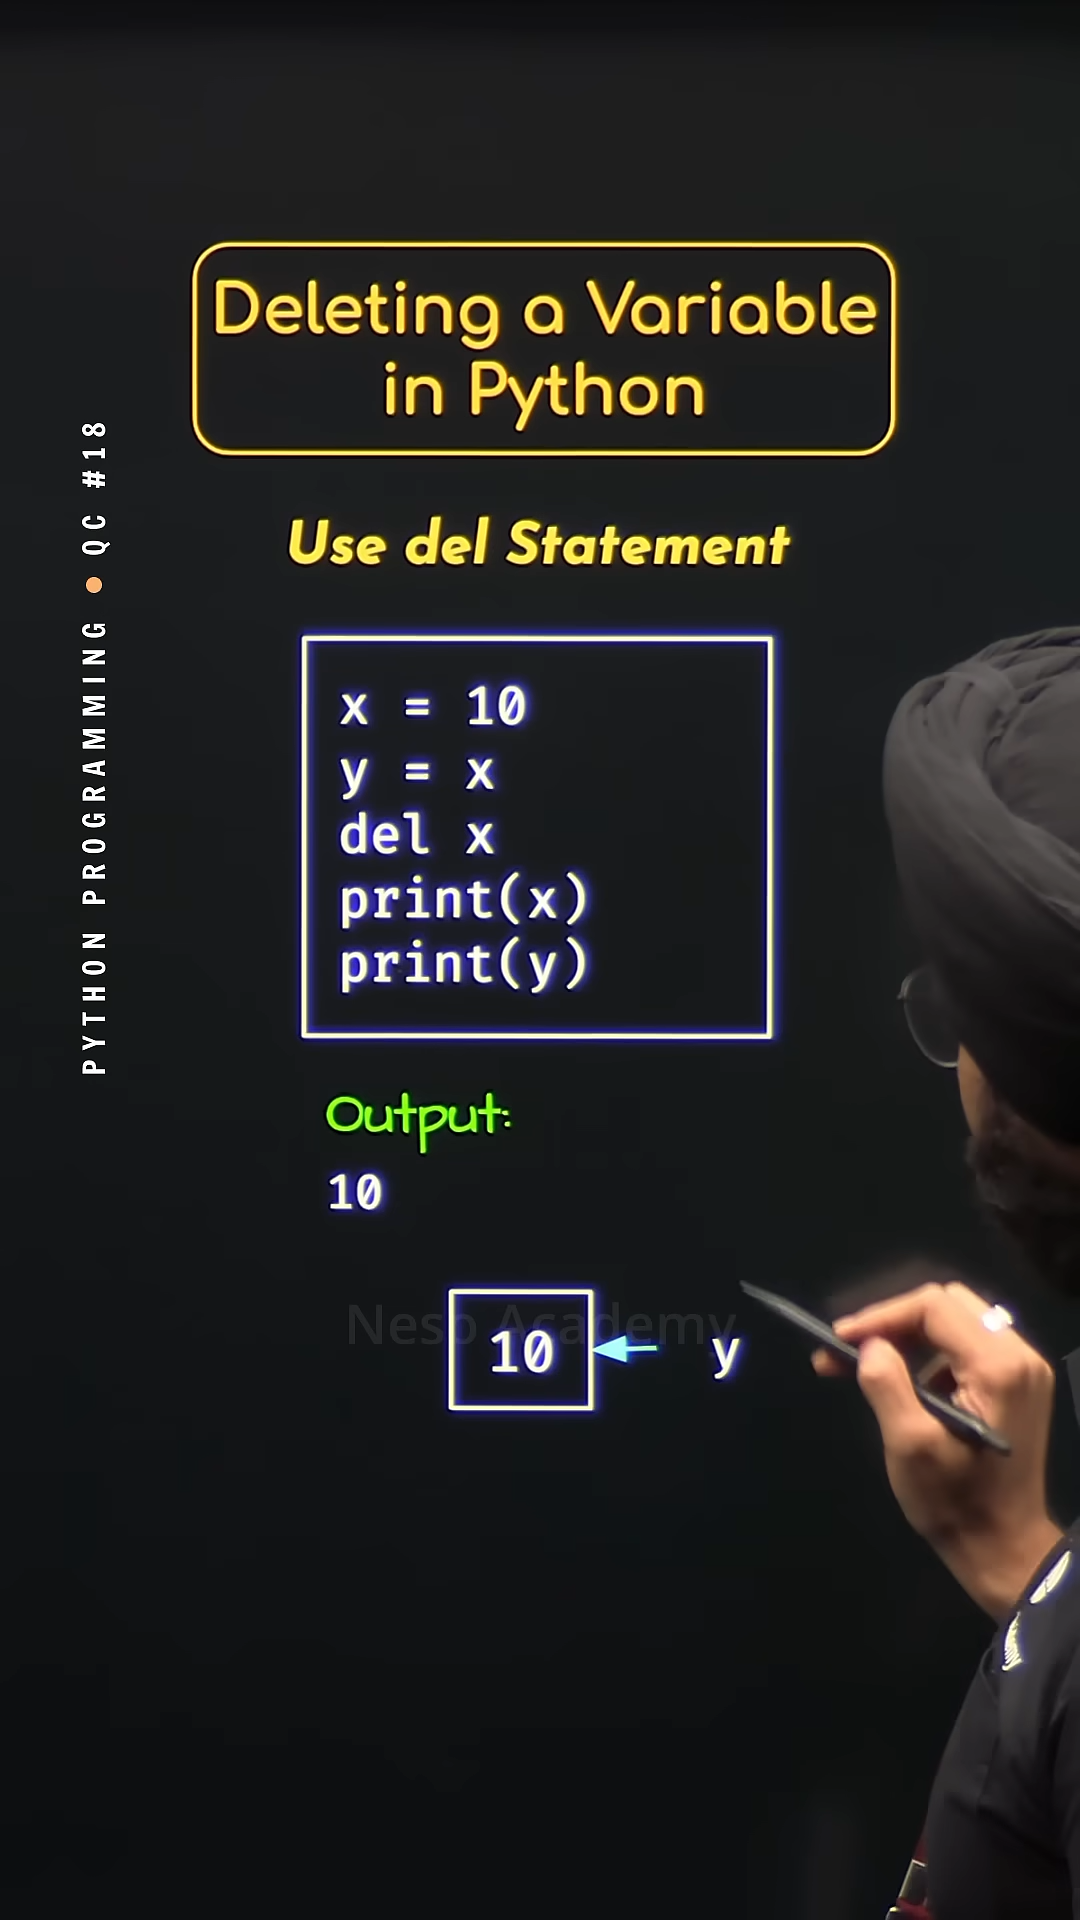 Deleting a Variable
in Python
PYTHON PROGRAMMING ● QC #18
Use del Statement
x = 10
y = x
del x
print(x)
print(y)
Output:
10
Neso Academy
10
y